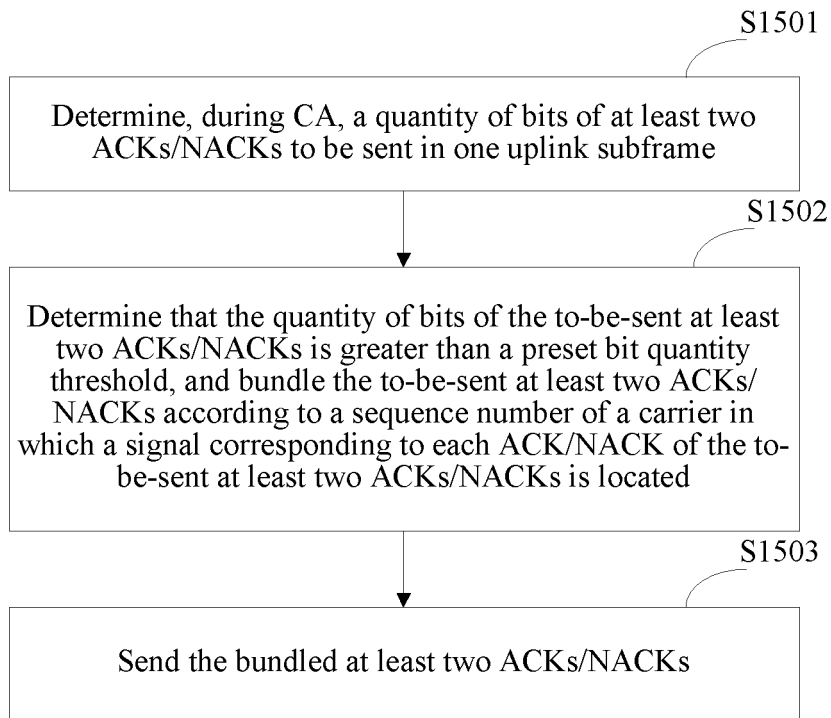 S1501
Determine, during CA, a quantity of bits of at least two
ACKs/NACKs to be sent in one uplink subframe
S1502
Determine that the quantity of bits of the to-be-sent at least
two ACKs/NACKs is greater than a preset bit quantity
threshold, and bundle the to-be-sent at least two ACKs/
NACKs according to a sequence number of a carrier in
which a signal corresponding to each ACK/NACK of the to-
be-sent at least two ACKs/NACKs is located
S1503
Send the bundled at least two ACKs/NACKs